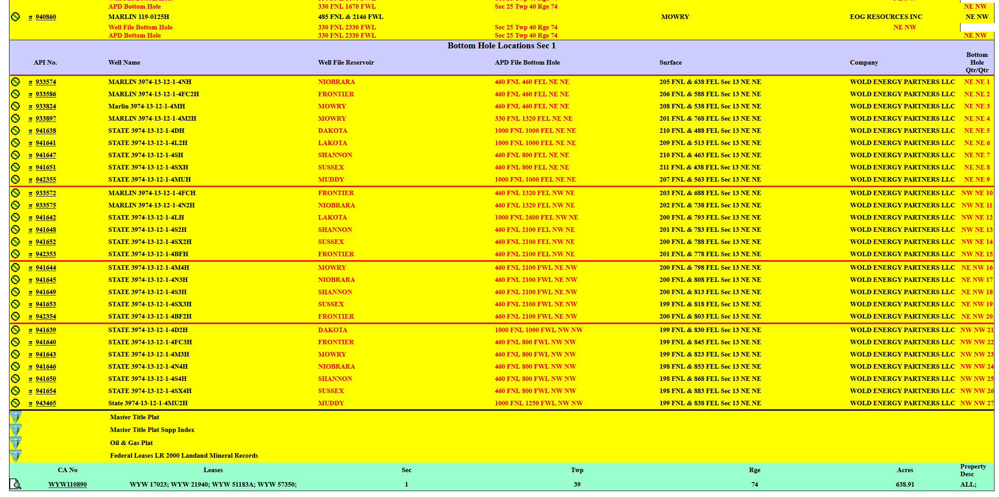 APD Bottom Hole 330 FNL 1670 FWL Sec 25 Twp 40 Rge 74 NE NW
π 940860 MARLIN 119-0125H 485 FNL & 2146 FWL MOWRY EOG RESOURCES INC NE NW
Well File Bottom Hole 330 FNL 2330 FWL Sec 25 Twp 40 Rge 74 NE NW
APD Bottom Hole 330 FNL 2330 FWL Sec 25 Twp 40 Rge 74 NE NW
Bottom Hole Locations Sec 1
API No. Well Name Well File Reservoir APD File Bottom Hole Surface Company Bottom Hole Qtr/Qtr
π 933574 MARLIN 3974-13-12-1-4NH NIOBRARA 460 FNL 460 FEL NE NE 205 FNL & 638 FEL Sec 13 NE NE WOLD ENERGY PARTNERS LLC NE NE 1
π 933586 MARLIN 3974-13-12-1-4FC2H FRONTIER 460 FNL 460 FEL NE NE 206 FNL & 588 FEL Sec 13 NE NE WOLD ENERGY PARTNERS LLC NE NE 2
π 933824 Marlin 3974-13-12-1-4MH MOWRY 460 FNL 460 FEL NE NE 208 FNL & 538 FEL Sec 13 NE NE WOLD ENERGY PARTNERS LLC NE NE 3
π 933897 MARLIN 3974-13-12-1-4M2H MOWRY 330 FNL 1320 FEL NE NE 201 FNL & 768 FEL Sec 13 NE NE WOLD ENERGY PARTNERS LLC NE NE 4
π 941638 STATE 3974-13-12-1-4DH DAKOTA 1000 FNL 1000 FEL NE NE 210 FNL & 488 FEL Sec 13 NE NE WOLD ENERGY PARTNERS LLC NE NE 5
π 941641 STATE 3974-13-12-1-4L2H LAKOTA 1000 FNL 1000 FEL NE NE 209 FNL & 513 FEL Sec 13 NE NE WOLD ENERGY PARTNERS LLC NE NE 6
π 941647 STATE 3974-13-12-1-4SH SHANNON 460 FNL 800 FEL NE NE 210 FNL & 463 FEL Sec 13 NE NE WOLD ENERGY PARTNERS LLC NE NE 7
π 941651 STATE 3974-13-12-1-4SXH SUSSEX 460 FNL 800 FEL NE NE 211 FNL & 438 FEL Sec 13 NE NE WOLD ENERGY PARTNERS LLC NE NE 8
π 942355 STATE 3974-13-12-1-4MUH MUDDY 1000 FNL 1000 FEL NE NE 207 FNL & 563 FEL Sec 13 NE NE WOLD ENERGY PARTNERS LLC NE NE 9
π 933572 MARLIN 3974-13-12-1-4FCH FRONTIER 460 FNL 1320 FEL NW NE 203 FNL & 688 FEL Sec 13 NE NE WOLD ENERGY PARTNERS LLC NW NE 10
π 933575 MARLIN 3974-13-12-1-4N2H NIOBRARA 460 FNL 1320 FEL NW NE 202 FNL & 738 FEL Sec 13 NE NE WOLD ENERGY PARTNERS LLC NW NE 11
π 941642 STATE 3974-13-12-1-4LH LAKOTA 1000 FNL 2600 FEL NW NE 200 FNL & 793 FEL Sec 13 NE NE WOLD ENERGY PARTNERS LLC NW NE 12
π 941648 STATE 3974-13-12-1-4S2H SHANNON 460 FNL 2100 FEL NW NE 201 FNL & 783 FEL Sec 13 NE NE WOLD ENERGY PARTNERS LLC NW NE 13
π 941652 STATE 3974-13-12-1-4SX2H SUSSEX 460 FNL 2100 FEL NW NE 200 FNL & 788 FEL Sec 13 NE NE WOLD ENERGY PARTNERS LLC NW NE 14
π 942353 STATE 3974-13-12-1-4BFH FRONTIER 460 FNL 2100 FEL NW NE 201 FNL & 778 FEL Sec 13 NE NE WOLD ENERGY PARTNERS LLC NW NE 15
π 941644 STATE 3974-13-12-1-4M4H MOWRY 460 FNL 2100 FWL NE NW 200 FNL & 798 FEL Sec 13 NE NE WOLD ENERGY PARTNERS LLC NE NW 16
π 941645 STATE 3974-13-12-1-4N3H NIOBRARA 460 FNL 2100 FWL NE NW 200 FNL & 808 FEL Sec 13 NE NE WOLD ENERGY PARTNERS LLC NE NW 17
π 941649 STATE 3974-13-12-1-4S3H SHANNON 460 FNL 2100 FWL NE NW 200 FNL & 813 FEL Sec 13 NE NE WOLD ENERGY PARTNERS LLC NE NW 18
π 941653 STATE 3974-13-12-1-4SX3H SUSSEX 460 FNL 2100 FWL NE NW 199 FNL & 818 FEL Sec 13 NE NE WOLD ENERGY PARTNERS LLC NE NW 19
π 942354 STATE 3974-13-12-1-4BF2H FRONTIER 460 FNL 2100 FWL NE NW 200 FNL & 803 FEL Sec 13 NE NE WOLD ENERGY PARTNERS LLC NE NW 20
π 941639 STATE 3974-13-12-1-4D2H DAKOTA 1000 FNL 1000 FWL NW NW 199 FNL & 830 FEL Sec 13 NE NE WOLD ENERGY PARTNERS LLC NW NW 21
π 941640 STATE 3974-13-12-1-4FC3H FRONTIER 460 FNL 800 FWL NW NW 199 FNL & 845 FEL Sec 13 NE NE WOLD ENERGY PARTNERS LLC NW NW 22
π 941643 STATE 3974-13-12-1-4M3H MOWRY 460 FNL 800 FWL NW NW 199 FNL & 823 FEL Sec 13 NE NE WOLD ENERGY PARTNERS LLC NW NW 23
π 941646 STATE 3974-13-12-1-4N4H NIOBRARA 460 FNL 800 FWL NW NW 198 FNL & 853 FEL Sec 13 NE NE WOLD ENERGY PARTNERS LLC NW NW 24
π 941650 STATE 3974-13-12-1-4S4H SHANNON 460 FNL 800 FWL NW NW 198 FNL & 868 FEL Sec 13 NE NE WOLD ENERGY PARTNERS LLC NW NW 25
π 941654 STATE 3974-13-12-1-4SX4H SUSSEX 460 FNL 800 FWL NW NW 198 FNL & 883 FEL Sec 13 NE NE WOLD ENERGY PARTNERS LLC NW NW 26
π 943465 State 3974-13-12-1-4MU2H MUDDY 1000 FNL 1250 FWL NW NW 199 FNL & 838 FEL Sec 13 NE NE WOLD ENERGY PARTNERS LLC NW NW 27
Master Title Plat
Master Title Plat Supp Index
Oil & Gas Plat
Federal Leases LR 2000 Landand Mineral Records
CA No Leases Sec Twp Rge Acres Property Desc
WYW110890 WYW 17023; WYW 21940; WYW 51183A; WYW 57350; 1 39 74 638.91 ALL;